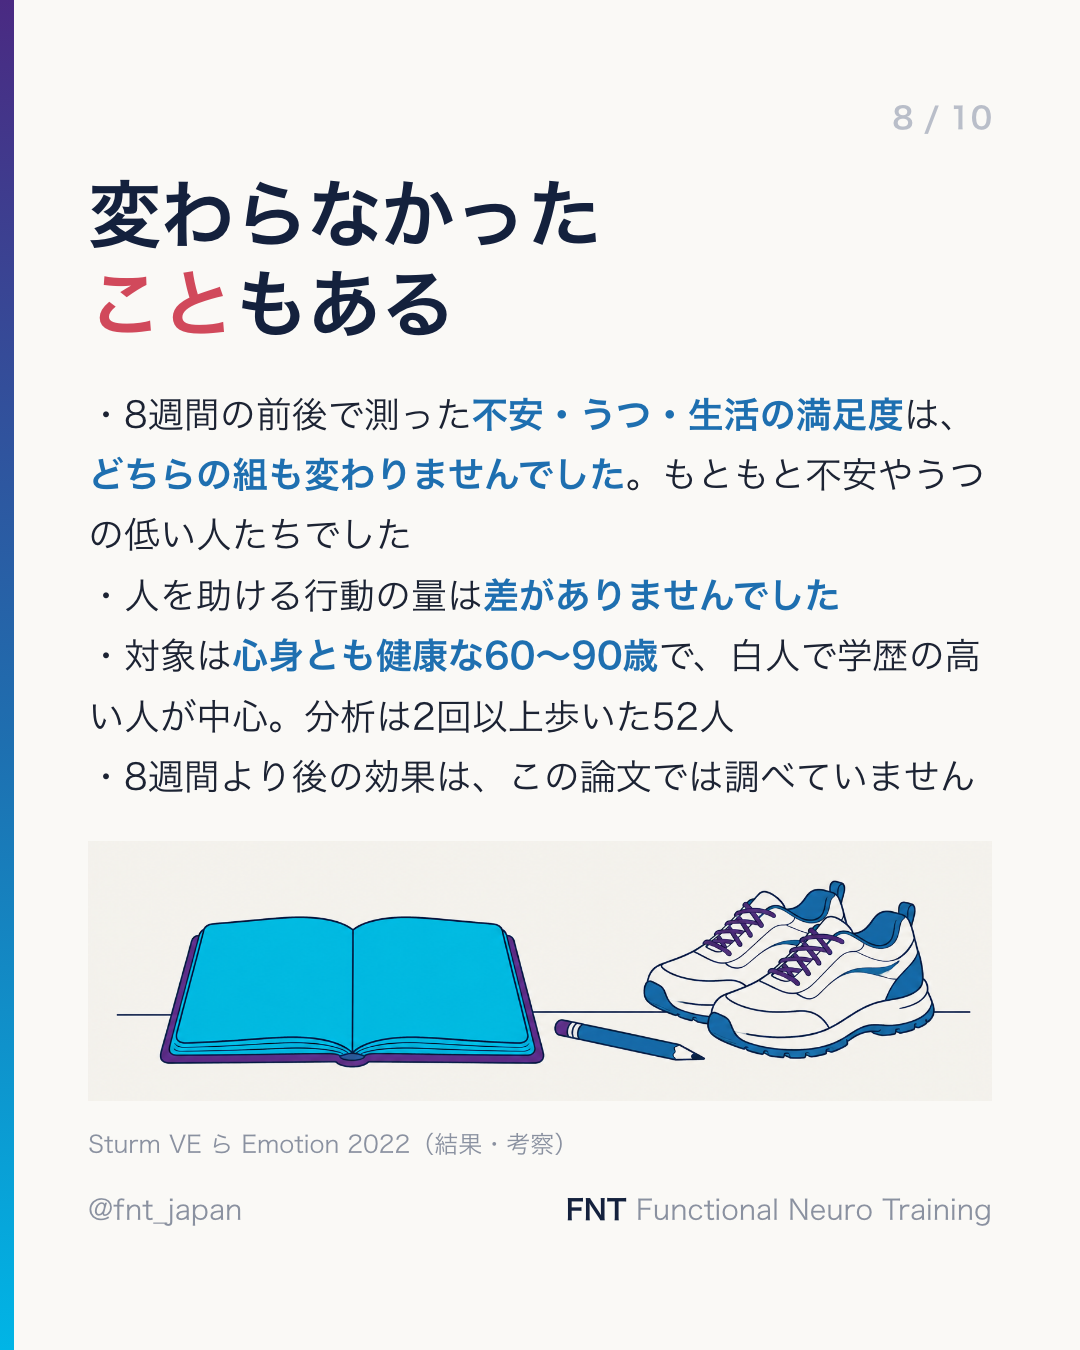 8 / 10
変わらなかった
こともある
・8週間の前後で測った不安・うつ・生活の満足度は、
どちらの組も変わりませんでした。もともと不安やうつ
の低い人たちでした
・人を助ける行動の量は差がありませんでした
・対象は心身とも健康な60〜90歳で、白人で学歴の高
い人が中心。分析は2回以上歩いた52人
・8週間より後の効果は、この論文では調べていません
Sturm VE ら Emotion 2022（結果・考察）
@fnt_japan
FNT Functional Neuro Training